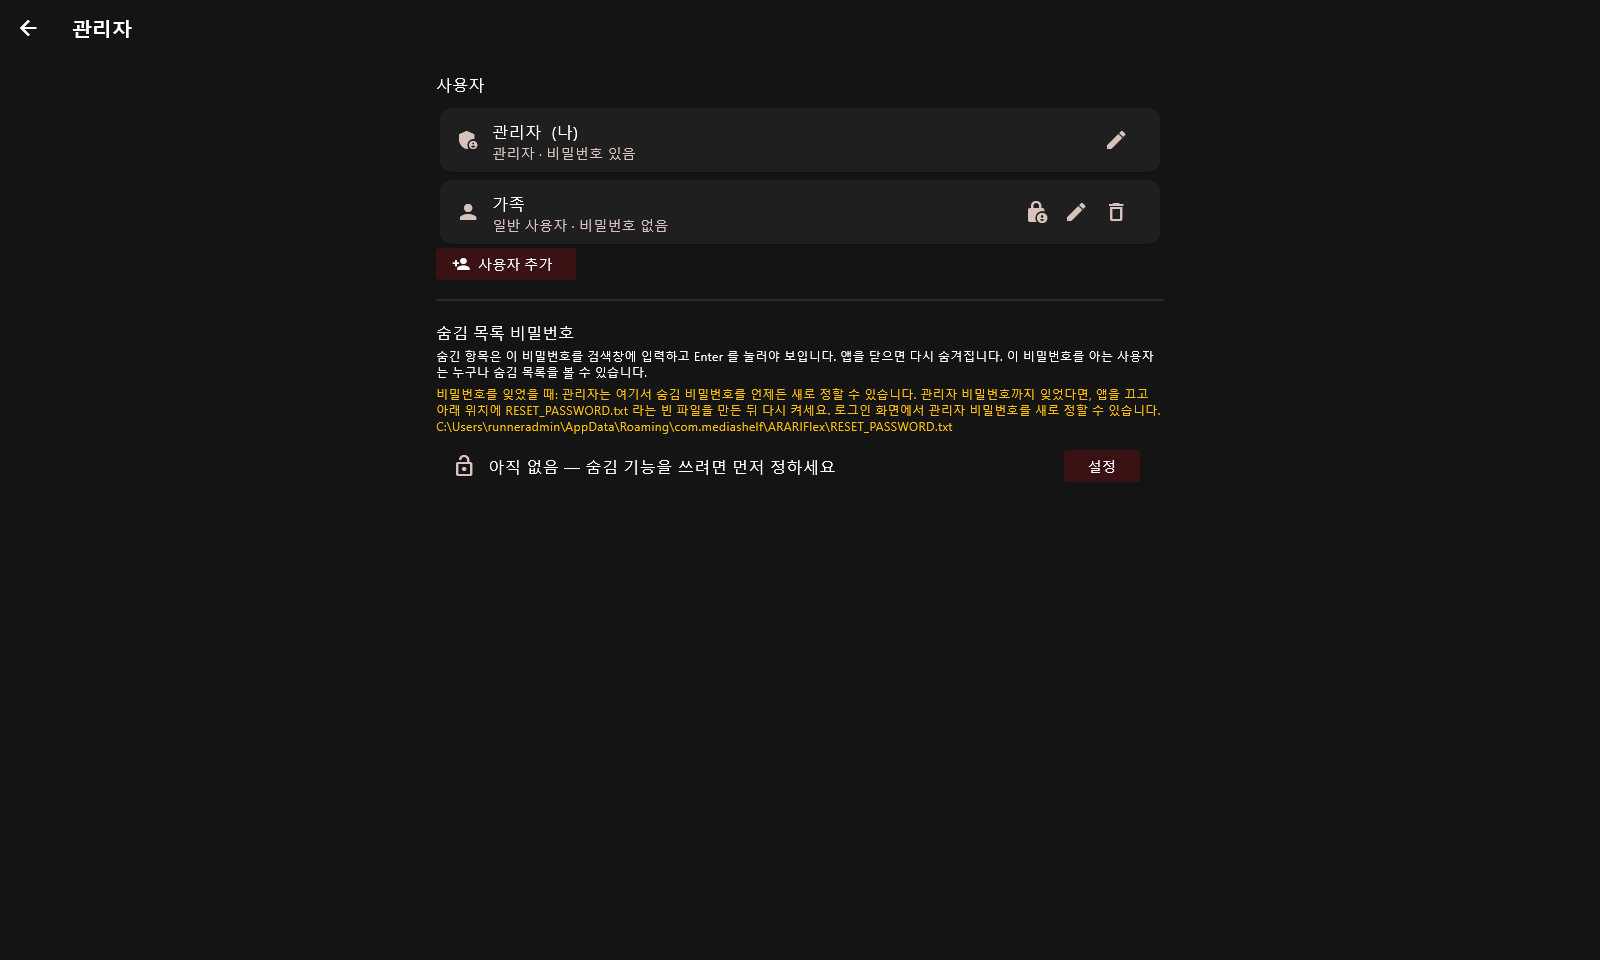 관리자
사용자
관리자 (나)
관리자 · 비밀번호 있음
가족
일반 사용자 · 비밀번호 없음
사용자 추가
숨김 목록 비밀번호
숨긴 항목은 이 비밀번호를 검색창에 입력하고 Enter 를 눌러야 보입니다. 앱을 닫으면 다시 숨겨집니다. 이 비밀번호를 아는 사용자
는 누구나 숨김 목록을 볼 수 있습니다.
비밀번호를 잊었을 때: 관리자는 여기서 숨김 비밀번호를 언제든 새로 정할 수 있습니다. 관리자 비밀번호까지 잊었다면, 앱을 끄고
아래 위치에 RESET_PASSWORD.txt 라는 빈 파일을 만든 뒤 다시 켜세요. 로그인 화면에서 관리자 비밀번호를 새로 정할 수 있습니다.
C:\Users\runneradmin\AppData\Roaming\com.mediashelf\ARARIFlex\RESET_PASSWORD.txt
아직 없음 — 숨김 기능을 쓰려면 먼저 정하세요
설정